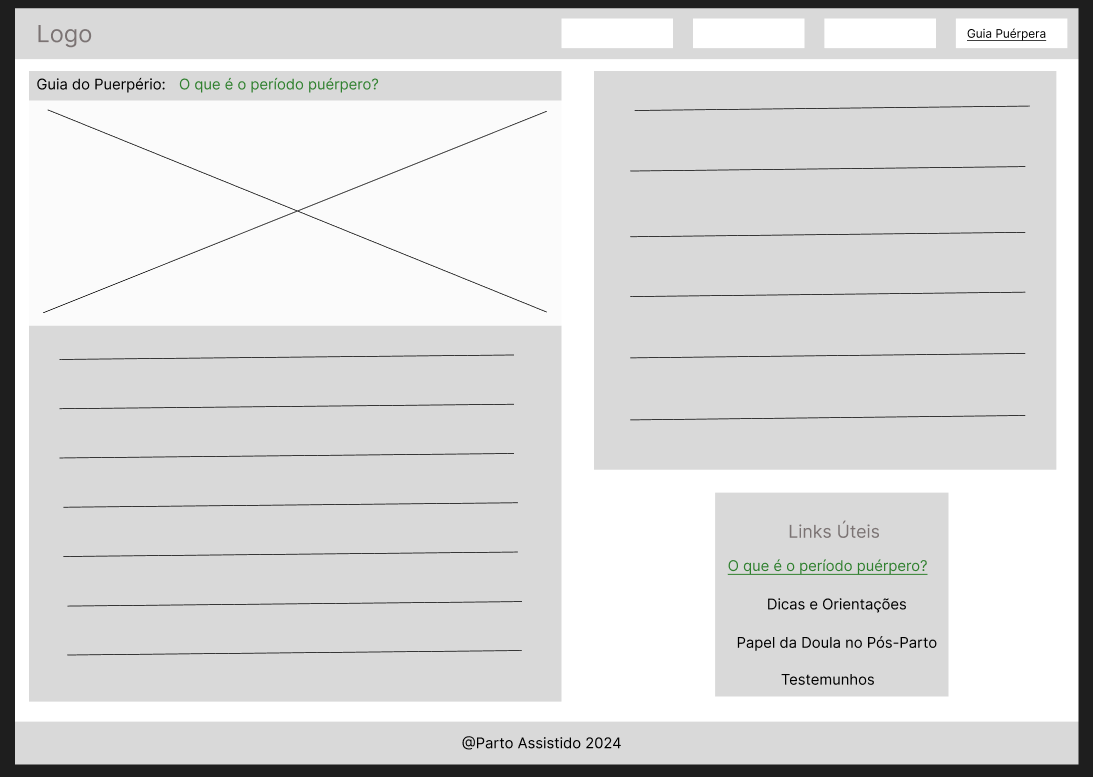 Logo
Guia Puérpera
Guia do Puerpério: O que é o período puérpero?
Links Úteis
O que é o período puérpero?
Dicas e Orientações
Papel da Doula no Pós-Parto
Testemunhos
@Parto Assistido 2024